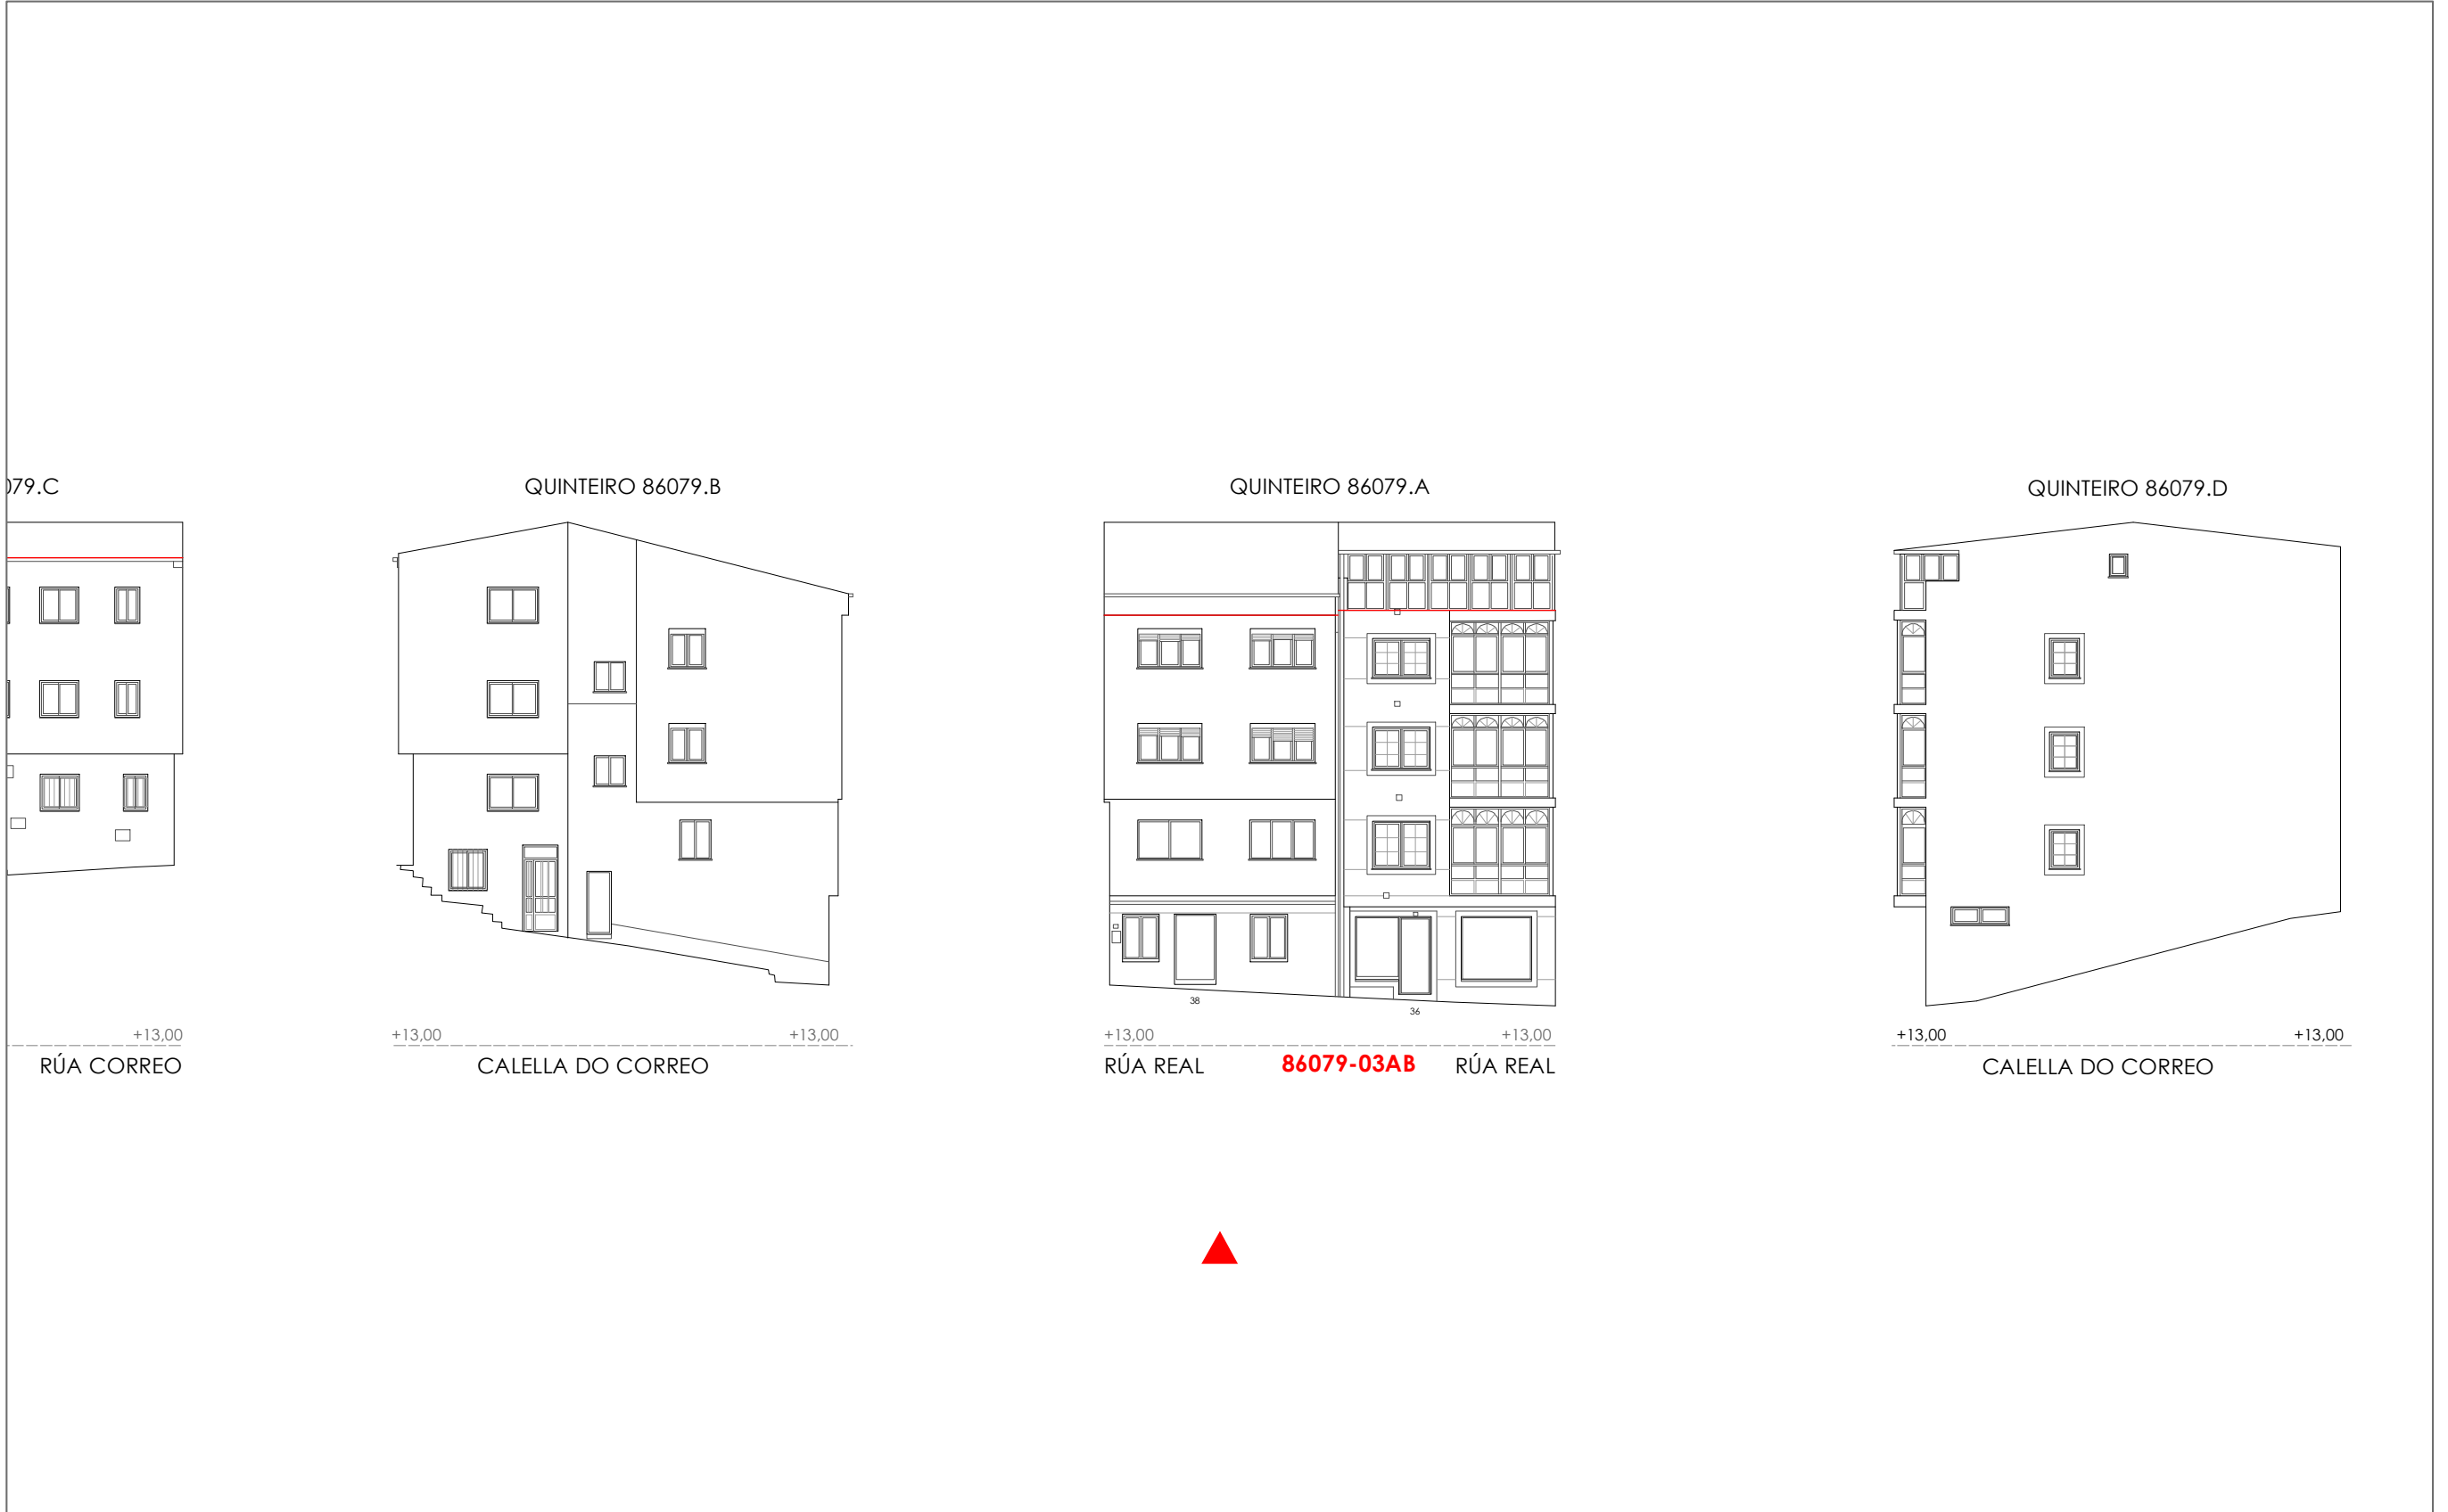 079.C
QUINTEIRO 86079.B
QUINTEIRO 86079.A
QUINTEIRO 86079.D
38
36
+13,00
+13,00
+13,00
+13,00
+13,00
+13,00
+13,00
RÚA CORREO
CALELLA DO CORREO
RÚA REAL
86079-03AB
RÚA REAL
CALELLA DO CORREO